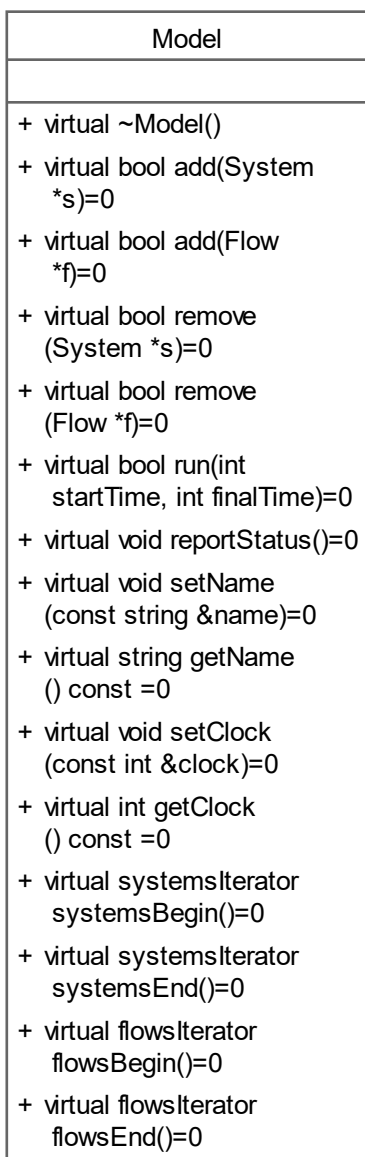 Model
+ virtual ~Model()
+ virtual bool add(System
*s)=0
+ virtual bool add(Flow
*f)=0
+ virtual bool remove
(System *s)=0
+ virtual bool remove
(Flow *f)=0
+ virtual bool run(int
startTime, int finalTime)=0
+ virtual void reportStatus()=0
+ virtual void setName
(const string &name)=0
+ virtual string getName
() const =0
+ virtual void setClock
(const int &clock)=0
+ virtual int getClock
() const =0
+ virtual systemsIterator
systemsBegin()=0
+ virtual systemsIterator
systemsEnd()=0
+ virtual flowsIterator
flowsBegin()=0
+ virtual flowsIterator
flowsEnd()=0